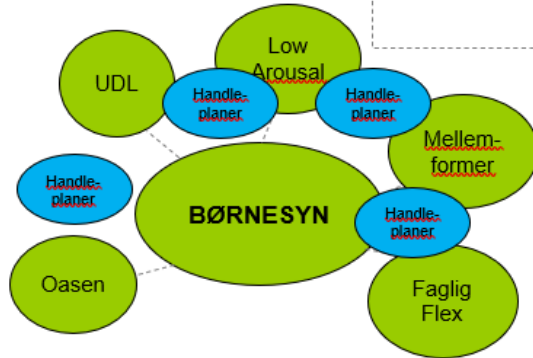 UDL
Low
Arousal
Handle-
planer
Handle-
planer
Mellem-
former
Handle-
planer
BØRNESYN
Handle-
planer
Oasen
Faglig
Flex